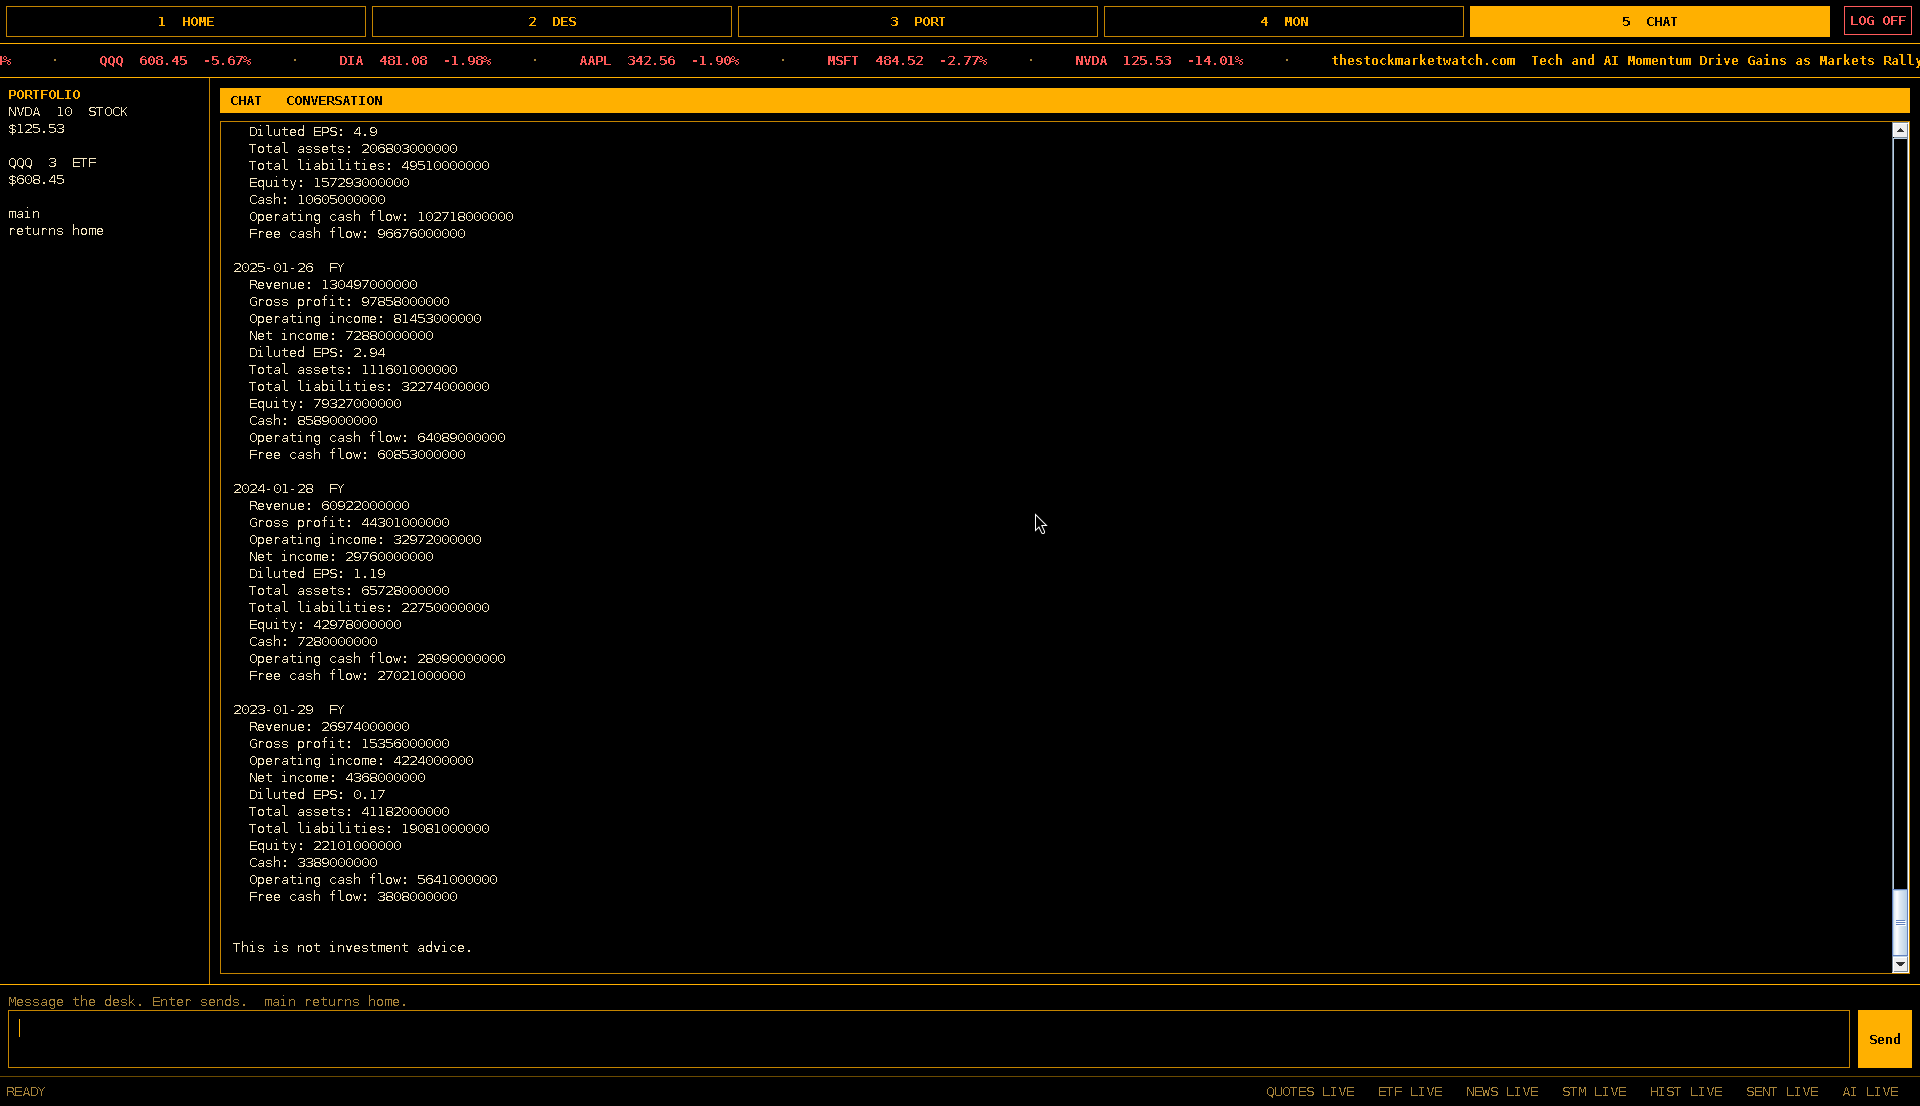 1 HOME
2 DES
3 PORT
4 MON
5 CHAT
LOG OFF
% · QQQ 608.45 -5.67% · DIA 481.08 -1.98% · AAPL 342.56 -1.90% · MSFT 484.52 -2.77% · NVDA 125.53 -14.01% · thestockmarketwatch.com Tech and AI Momentum Drive Gains as Markets Rally
PORTFOLIO
NVDA 10 STOCK
$125.53
QQQ 3 ETF
$608.45
main
returns home
CHAT CONVERSATION
Diluted EPS: 4.9
Total assets: 206803000000
Total liabilities: 49510000000
Equity: 157293000000
Cash: 10605000000
Operating cash flow: 102718000000
Free cash flow: 96676000000
2025-01-26 FY
Revenue: 130497000000
Gross profit: 97858000000
Operating income: 81453000000
Net income: 72880000000
Diluted EPS: 2.94
Total assets: 111601000000
Total liabilities: 32274000000
Equity: 79327000000
Cash: 8589000000
Operating cash flow: 64089000000
Free cash flow: 60853000000
2024-01-28 FY
Revenue: 60922000000
Gross profit: 44301000000
Operating income: 32972000000
Net income: 29760000000
Diluted EPS: 1.19
Total assets: 65728000000
Total liabilities: 22750000000
Equity: 42978000000
Cash: 7280000000
Operating cash flow: 28090000000
Free cash flow: 27021000000
2023-01-29 FY
Revenue: 26974000000
Gross profit: 15356000000
Operating income: 4224000000
Net income: 4368000000
Diluted EPS: 0.17
Total assets: 41182000000
Total liabilities: 19081000000
Equity: 22101000000
Cash: 3389000000
Operating cash flow: 5641000000
Free cash flow: 3808000000
This is not investment advice.
Message the desk. Enter sends. main returns home.
Send
READY
QUOTES LIVE ETF LIVE NEWS LIVE STM LIVE HIST LIVE SENT LIVE AI LIVE